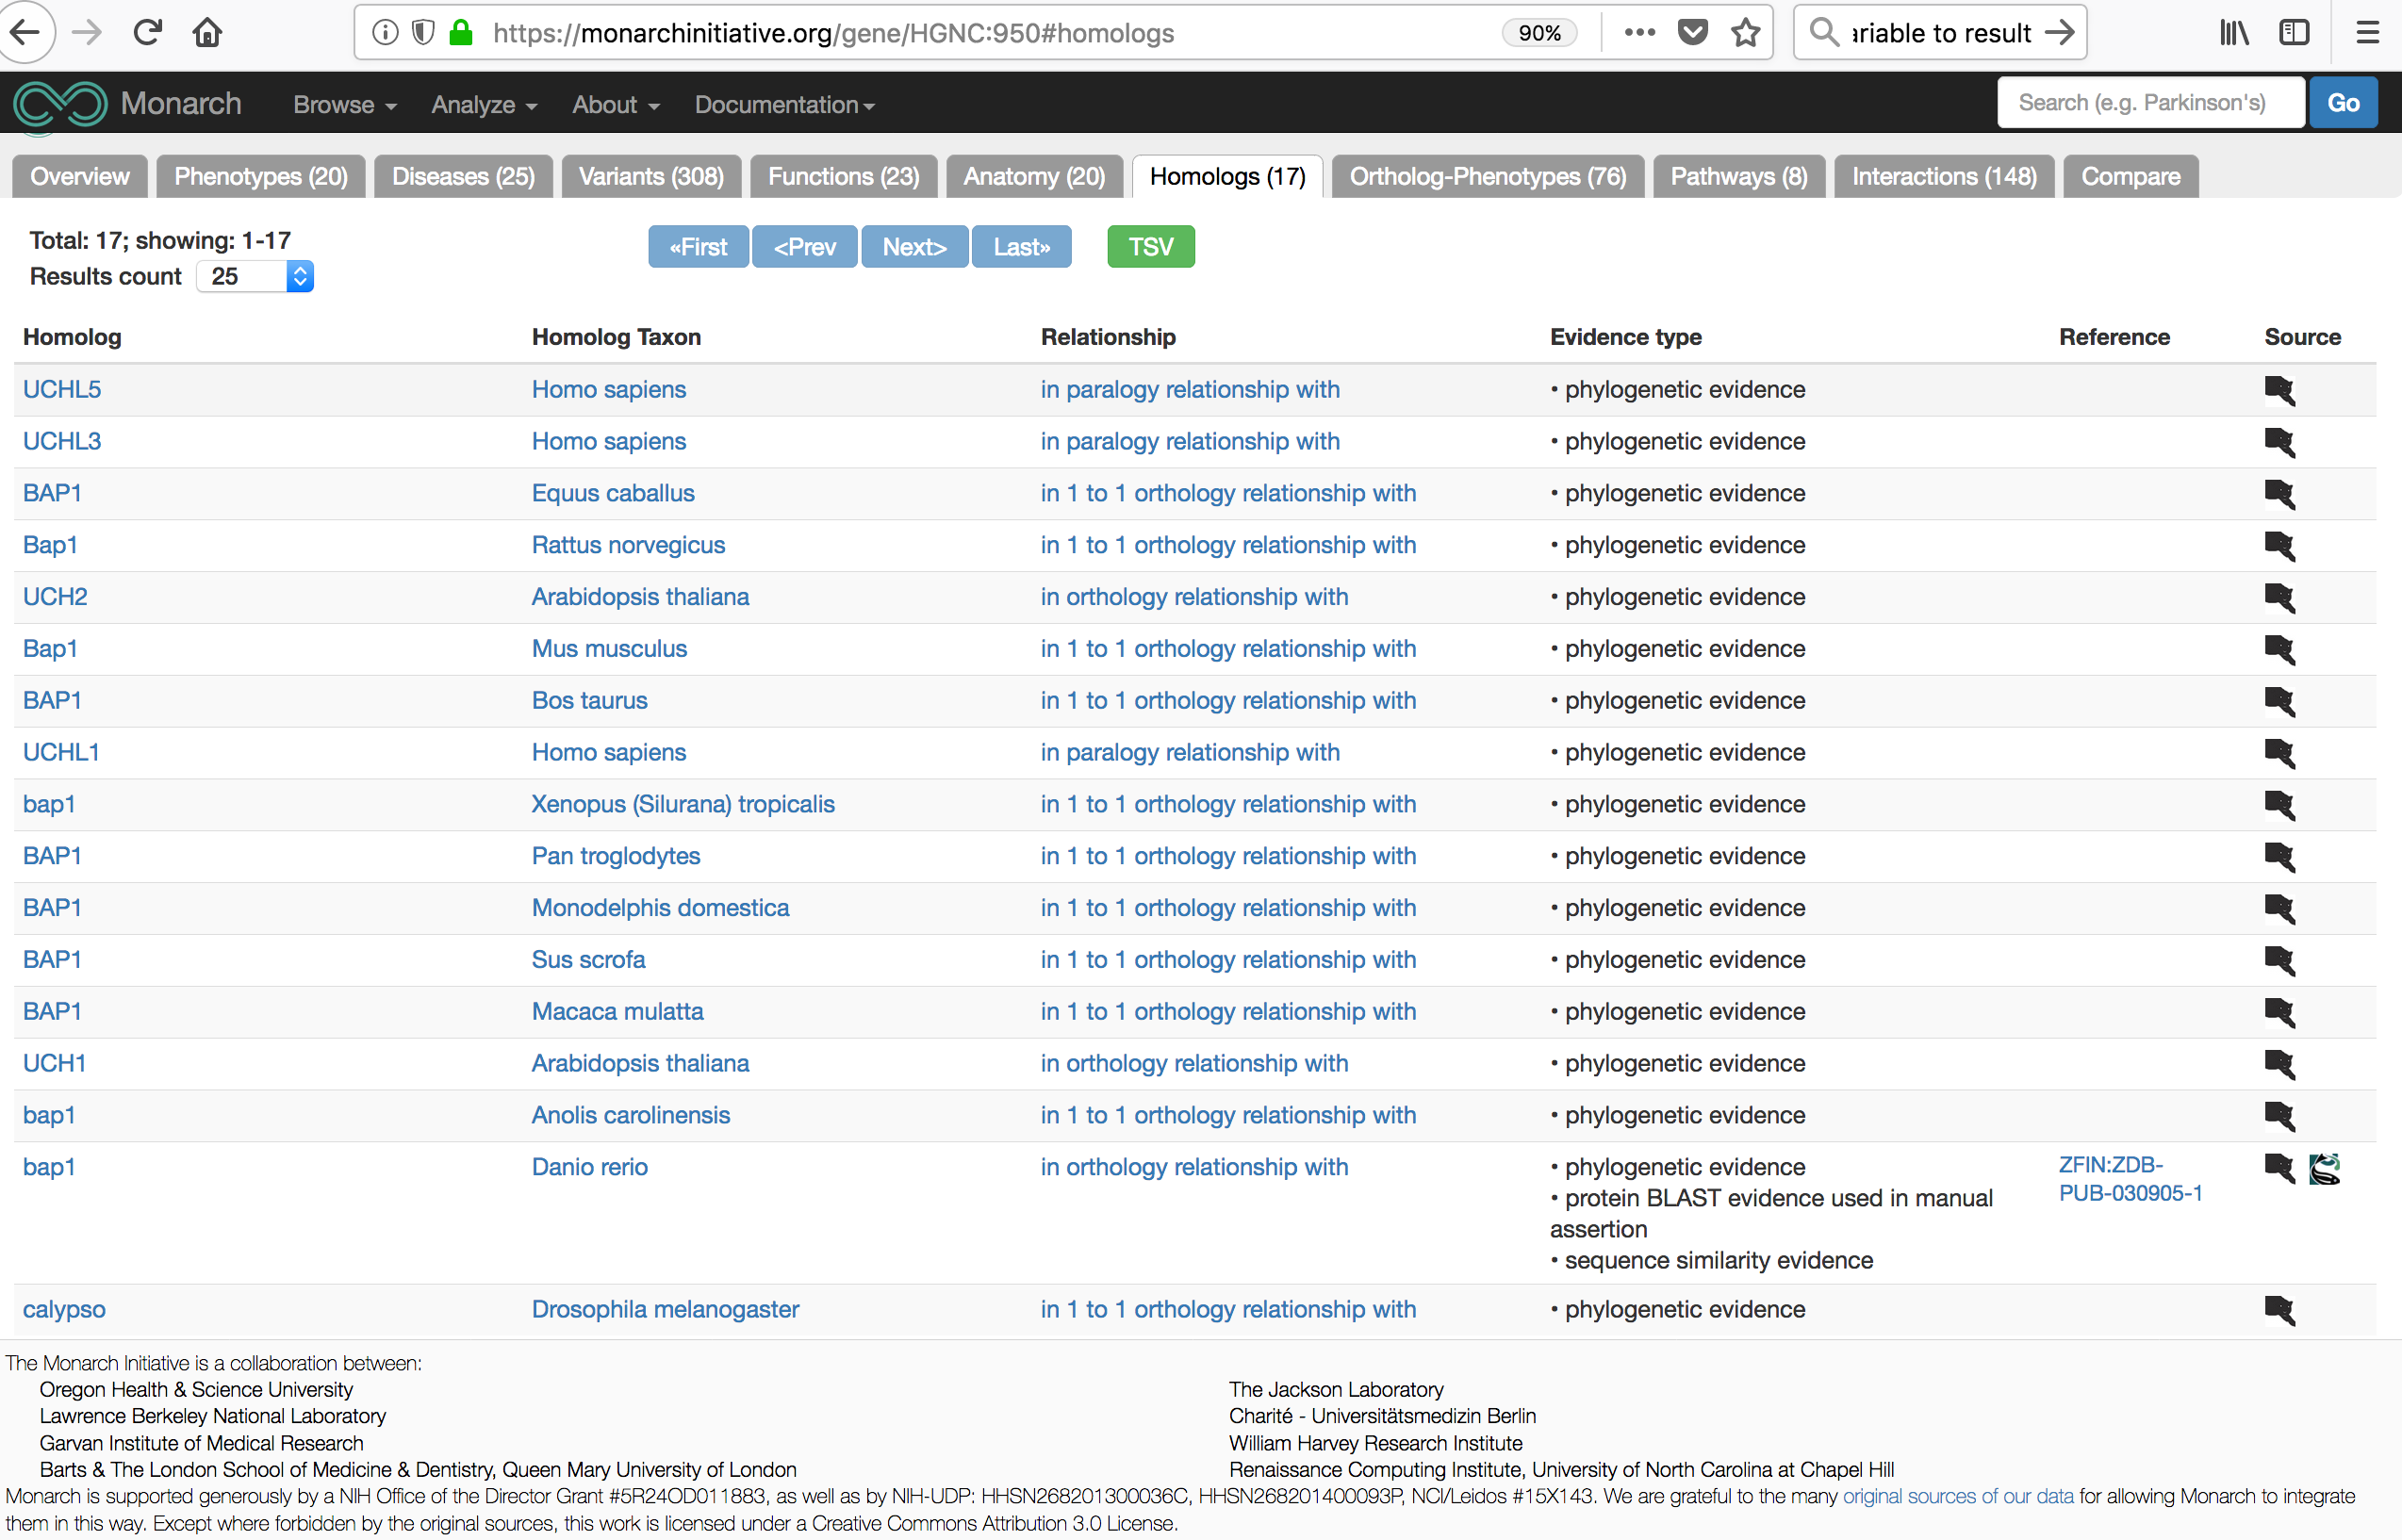 https://monarchinitiative.org/gene/HGNC:950#homologs 90% ariable to result
Monarch Browse Analyze About Documentation Search (e.g. Parkinson's) Go
Overview Phenotypes (20) Diseases (25) Variants (308) Functions (23) Anatomy (20) Homologs (17) Ortholog-Phenotypes (76) Pathways (8) Interactions (148) Compare
Total: 17; showing: 1-17
Results count 25
«First <Prev Next> Last» TSV
Homolog Homolog Taxon Relationship Evidence type Reference Source
UCHL5 Homo sapiens in paralogy relationship with • phylogenetic evidence
UCHL3 Homo sapiens in paralogy relationship with • phylogenetic evidence
BAP1 Equus caballus in 1 to 1 orthology relationship with • phylogenetic evidence
Bap1 Rattus norvegicus in 1 to 1 orthology relationship with • phylogenetic evidence
UCH2 Arabidopsis thaliana in orthology relationship with • phylogenetic evidence
Bap1 Mus musculus in 1 to 1 orthology relationship with • phylogenetic evidence
BAP1 Bos taurus in 1 to 1 orthology relationship with • phylogenetic evidence
UCHL1 Homo sapiens in paralogy relationship with • phylogenetic evidence
bap1 Xenopus (Silurana) tropicalis in 1 to 1 orthology relationship with • phylogenetic evidence
BAP1 Pan troglodytes in 1 to 1 orthology relationship with • phylogenetic evidence
BAP1 Monodelphis domestica in 1 to 1 orthology relationship with • phylogenetic evidence
BAP1 Sus scrofa in 1 to 1 orthology relationship with • phylogenetic evidence
BAP1 Macaca mulatta in 1 to 1 orthology relationship with • phylogenetic evidence
UCH1 Arabidopsis thaliana in orthology relationship with • phylogenetic evidence
bap1 Anolis carolinensis in 1 to 1 orthology relationship with • phylogenetic evidence
bap1 Danio rerio in orthology relationship with • phylogenetic evidence ZFIN:ZDB-
• protein BLAST evidence used in manual PUB-030905-1
assertion
• sequence similarity evidence
calypso Drosophila melanogaster in 1 to 1 orthology relationship with • phylogenetic evidence
The Monarch Initiative is a collaboration between:
Oregon Health & Science University The Jackson Laboratory
Lawrence Berkeley National Laboratory Charité - Universitätsmedizin Berlin
Garvan Institute of Medical Research William Harvey Research Institute
Barts & The London School of Medicine & Dentistry, Queen Mary University of London Renaissance Computing Institute, University of North Carolina at Chapel Hill
Monarch is supported generously by a NIH Office of the Director Grant #5R24OD011883, as well as by NIH-UDP: HHSN268201300036C, HHSN268201400093P, NCI/Leidos #15X143. We are grateful to the many original sources of our data for allowing Monarch to integrate
them in this way. Except where forbidden by the original sources, this work is licensed under a Creative Commons Attribution 3.0 License.